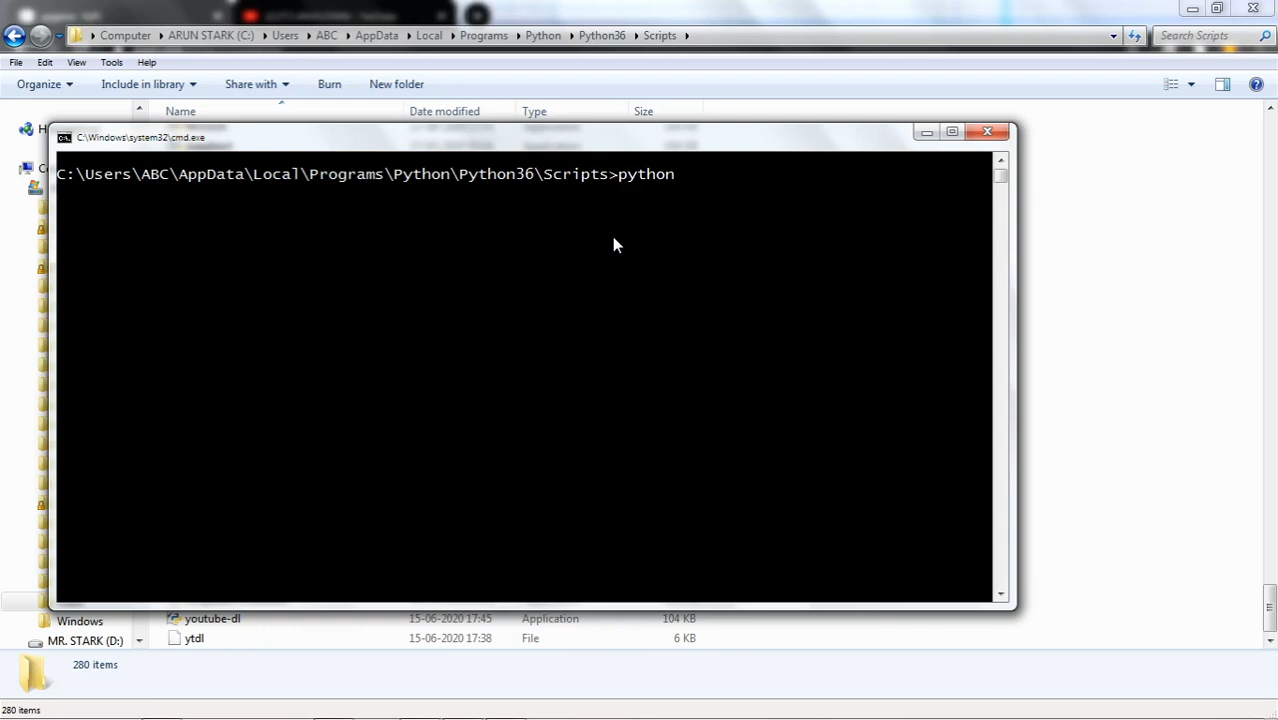 Computer ARUN STARK (C:) Users ABC AppData Local Programs Python Python36 Scripts Search Scripts
File Edit View Tools Help
Organize Include in library Share with Burn New folder
Name Date modified Type Size
C:\Windows\system32\cmd.exe
C:\Users\ABC\AppData\Local\Programs\Python\Python36\Scripts>python
youtube-dl 15-06-2020 17:45 Application 104 KB
Windows
ytdl 15-06-2020 17:38 File 6 KB
MR. STARK (D:)
280 items
280 items